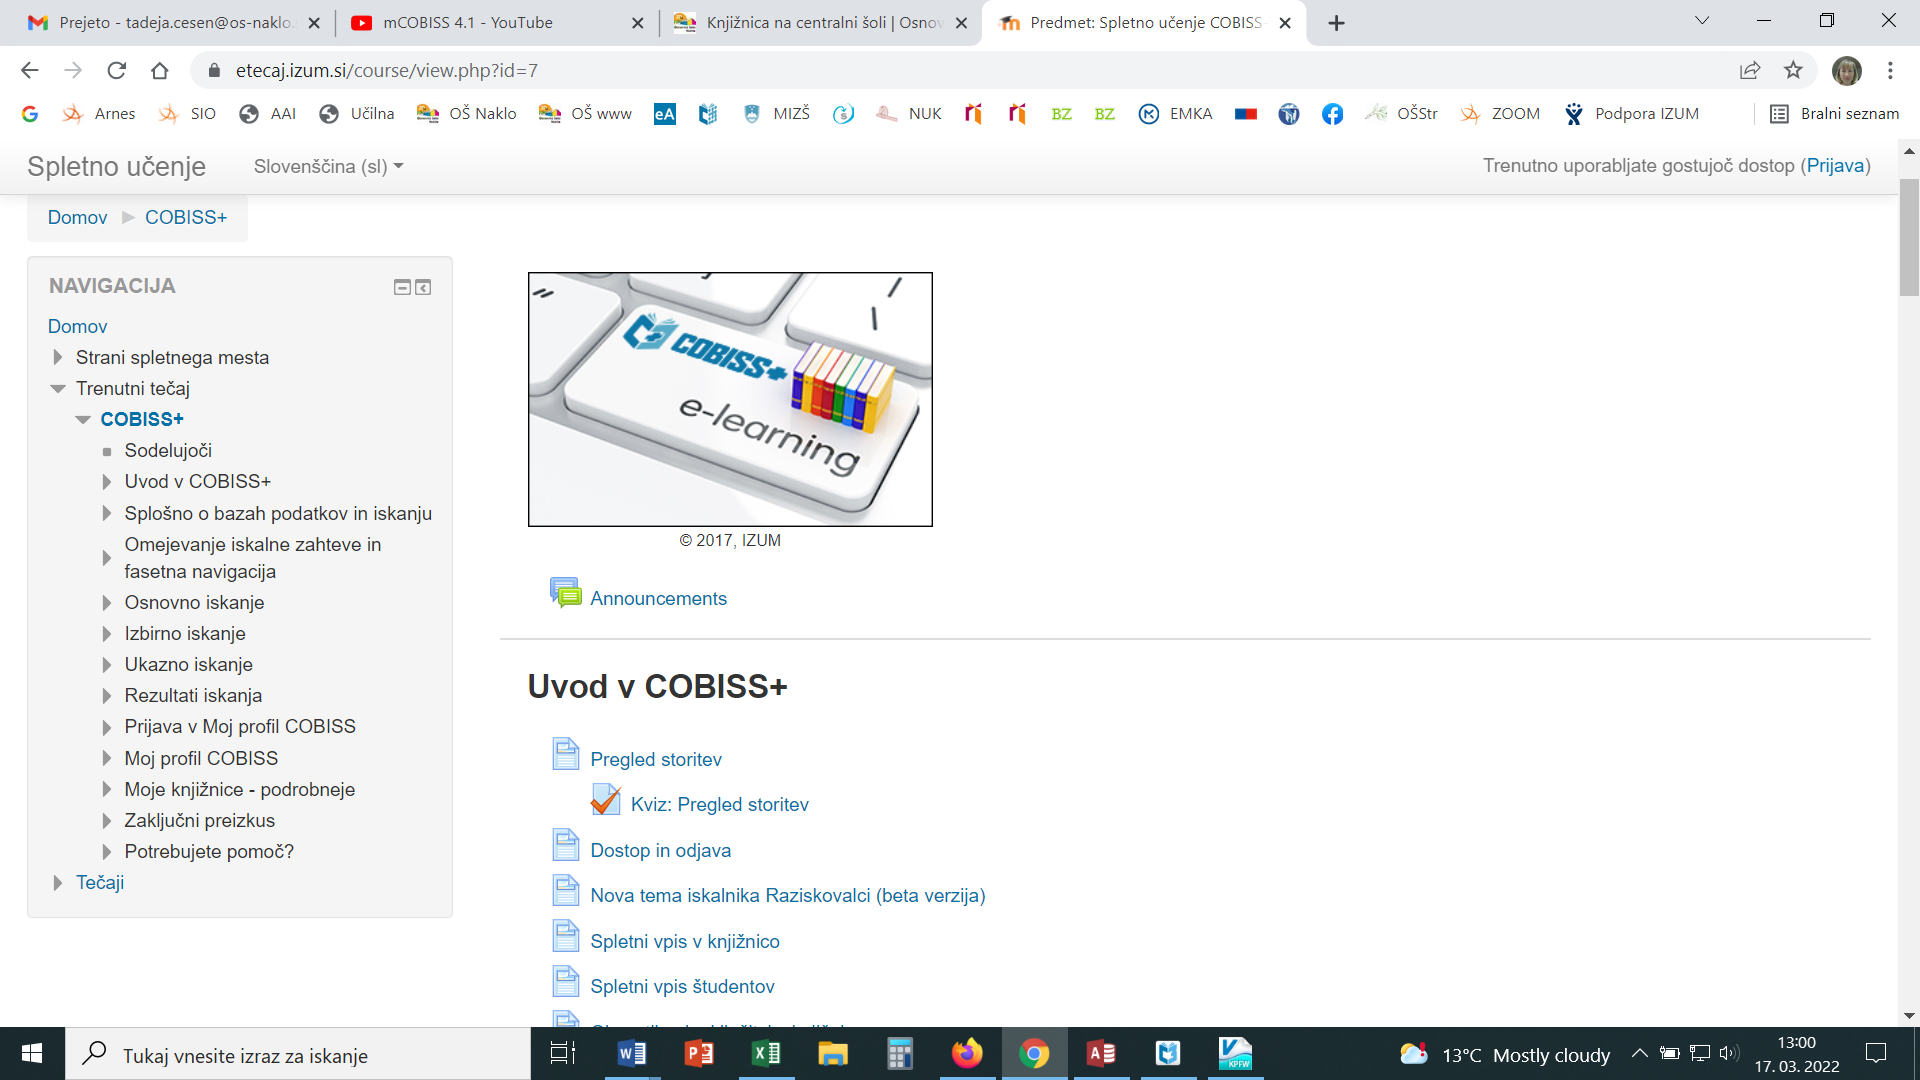 Prejeto - tadeja.cesen@os-naklo
mCOBISS 4.1 - YouTube
Knjižnica na centralni šoli | Osno
Predmet: Spletno učenje COBISS
etecaj.izum.si/course/view.php?id=7
Arnes SIO AAI Učilna OŠ Naklo OŠ www eA MIZŠ NUK BZ BZ EMKA OŠStr ZOOM Podpora IZUM Bralni seznam
Spletno učenje Slovenščina (sl) Trenutno uporabljate gostujoč dostop (Prijava)
Domov COBISS+
NAVIGACIJA
Domov
Strani spletnega mesta
Trenutni tečaj
COBISS+
Sodelujoči
Uvod v COBISS+
Splošno o bazah podatkov in iskanju
Omejevanje iskalne zahteve in
fasetna navigacija
Osnovno iskanje
Izbirno iskanje
Ukazno iskanje
Rezultati iskanja
Prijava v Moj profil COBISS
Moj profil COBISS
Moje knjižnice - podrobneje
Zaključni preizkus
Potrebujete pomoč?
Tečaji
COBISS+
e-learning
© 2017, IZUM
Announcements
Uvod v COBISS+
Pregled storitev
Kviz: Pregled storitev
Dostop in odjava
Nova tema iskalnika Raziskovalci (beta verzija)
Spletni vpis v knjižnico
Spletni vpis študentov
Tukaj vnesite izraz za iskanje
KPFW
13°C Mostly cloudy
13:00
17. 03. 2022